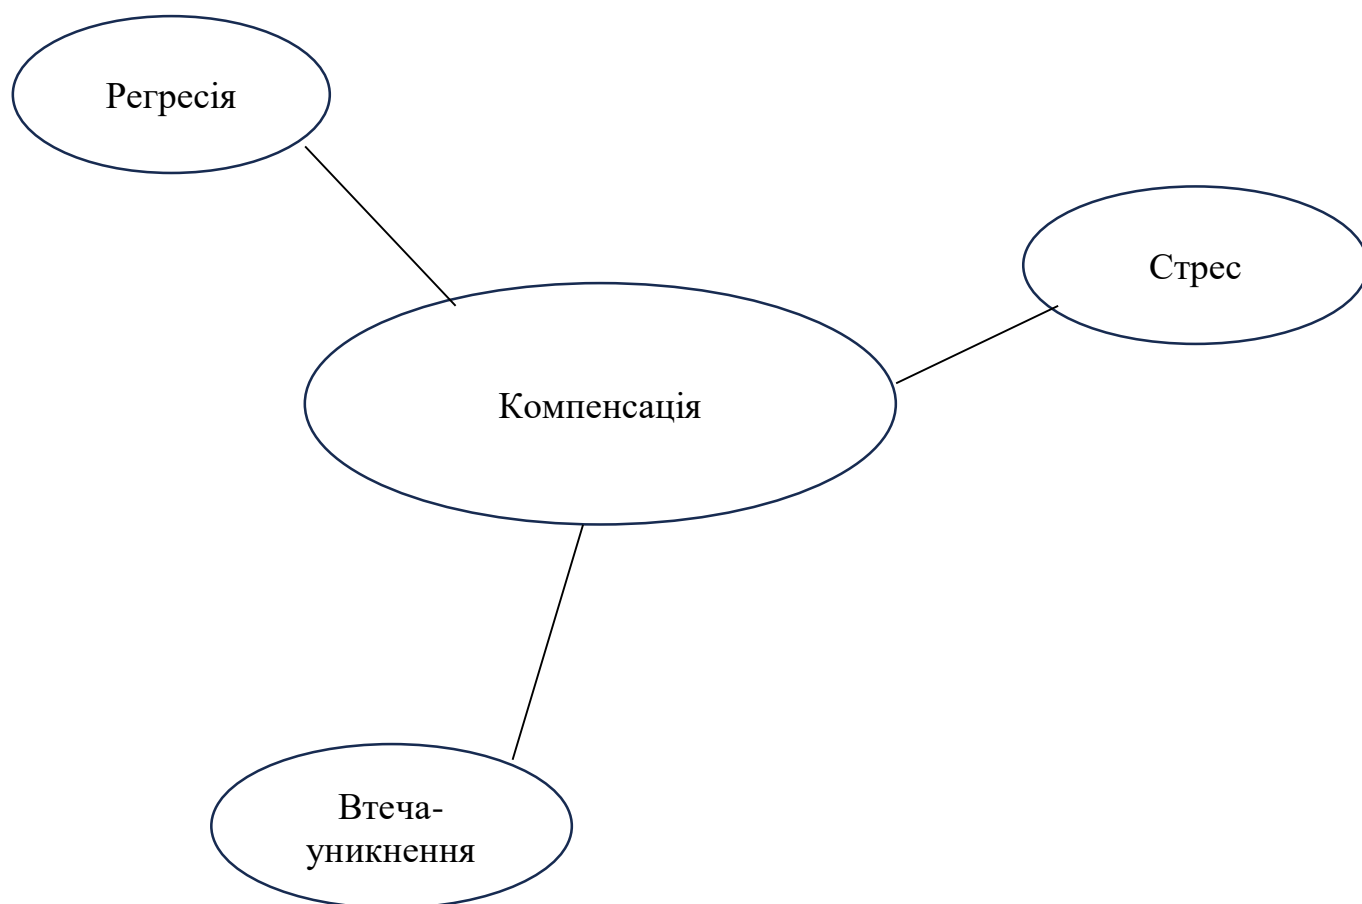 Регресія
Стрес
Компенсація
Втеча-
уникнення